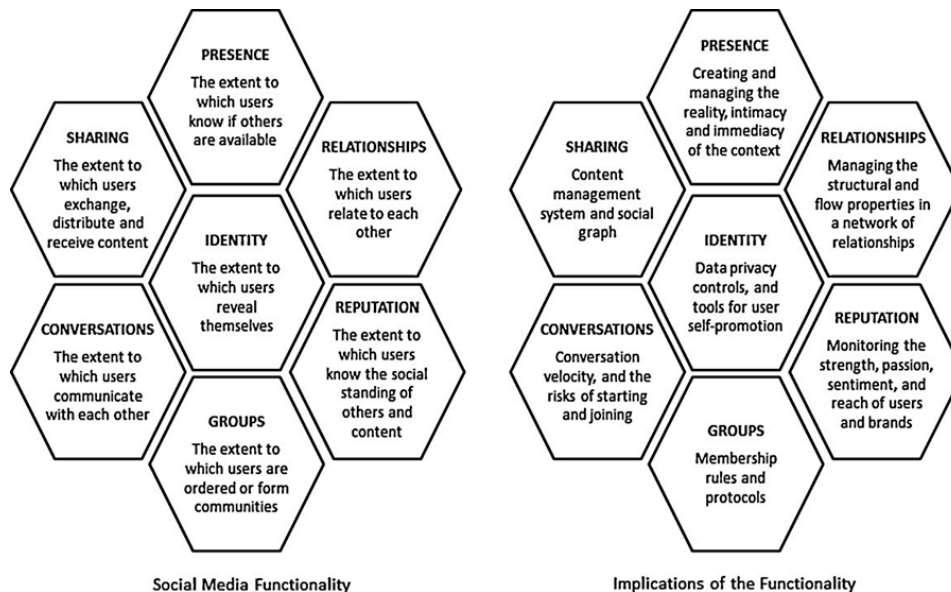 PRESENCE
The extent to
which users
know if others
are available
SHARING
The extent to
which users
exchange,
distribute and
receive content
RELATIONSHIPS
The extent to
which users
relate to each
other
IDENTITY
The extent to
which users
reveal
themselves
CONVERSATIONS
The extent to
which users
communicate
with each other
REPUTATION
The extent to
which users
know the social
standing of
others and
content
GROUPS
The extent to
which users are
ordered or form
communities
Social Media Functionality
PRESENCE
Creating and
managing the
reality, intimacy
and immediacy
of the context
SHARING
Content
management
system and social
graph
RELATIONSHIPS
Managing the
structural and
flow properties in
a network of
relationships
IDENTITY
Data privacy
controls, and
tools for user
self-promotion
CONVERSATIONS
Conversation
velocity, and the
risks of starting
and joining
REPUTATION
Monitoring the
strength, passion,
sentiment, and
reach of users
and brands
GROUPS
Membership
rules and
protocols
Implications of the Functionality